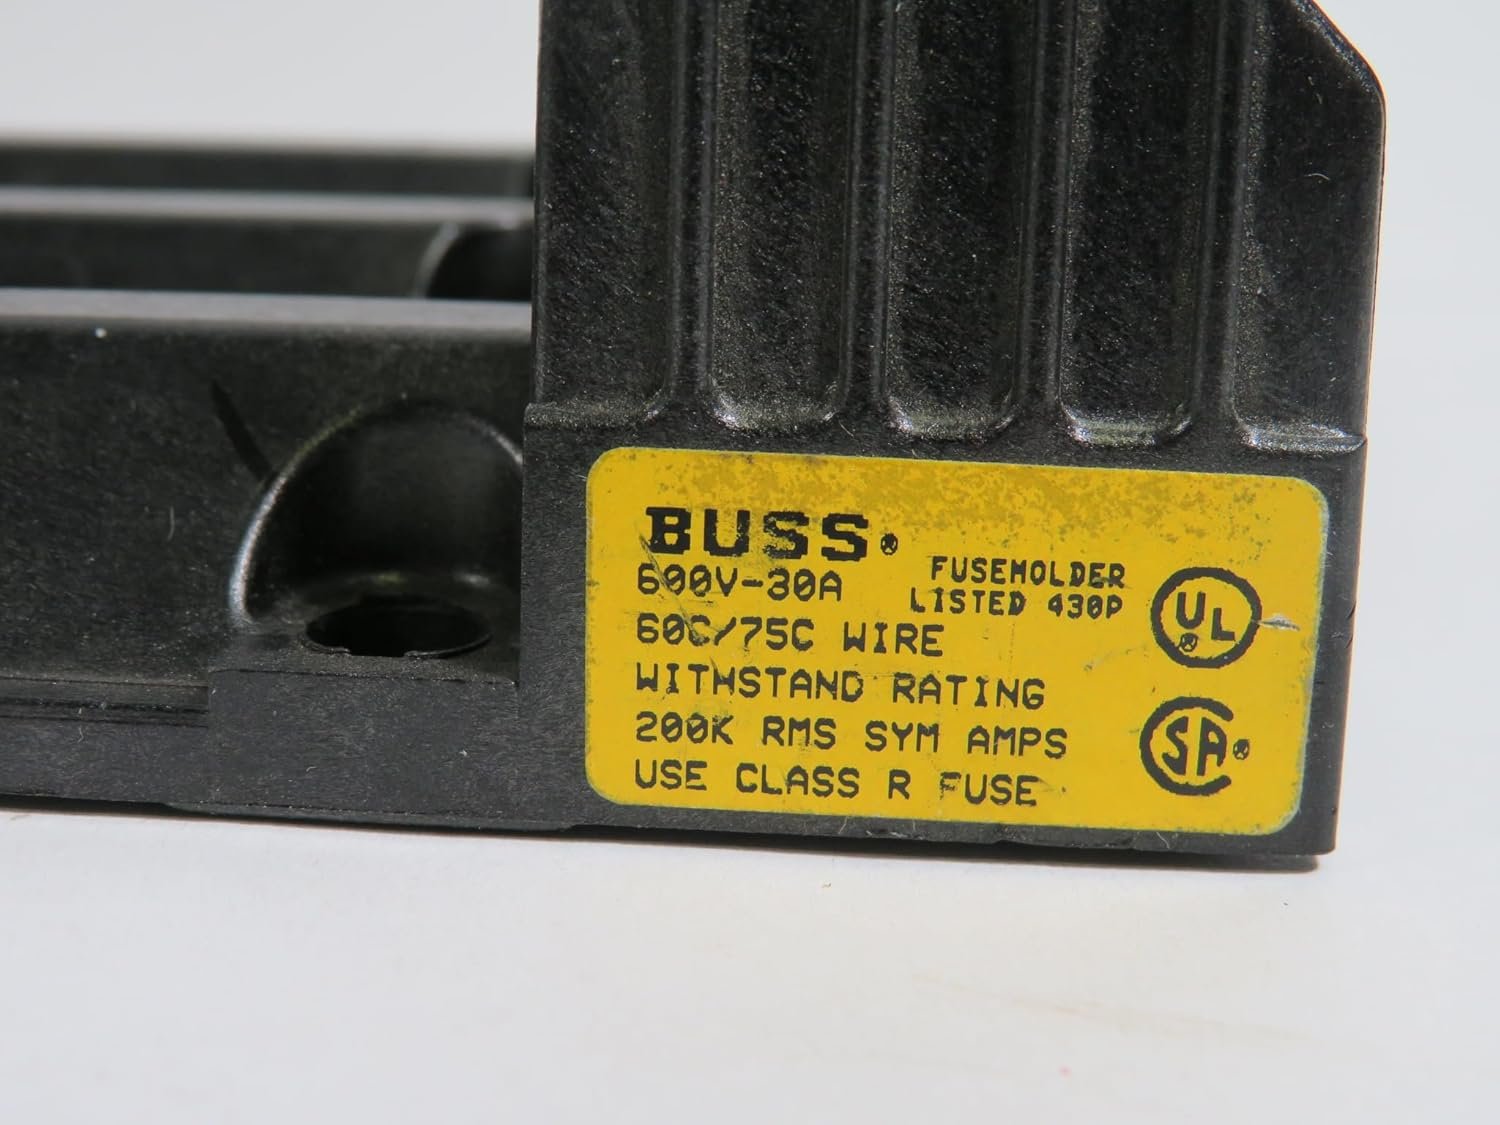 BUSS®
600V-30A
FUSEHOLDER
LISTED 430P
UL®
60C/75C WIRE
WITHSTAND RATING
200K RMS SYM AMPS
SA®
USE CLASS R FUSE